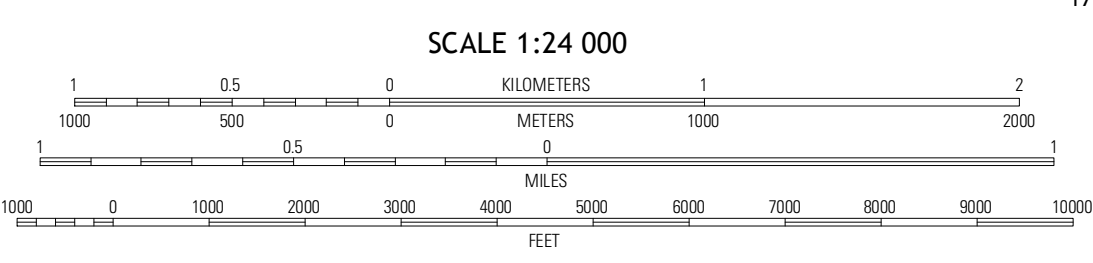 SCALE 1:24 000
1 0.5 0 KILOMETERS 1 2
1000 500 0 METERS 1000 2000
1 0.5 0 1
MILES
1000 0 1000 2000 3000 4000 5000 6000 7000 8000 9000 10000
FEET